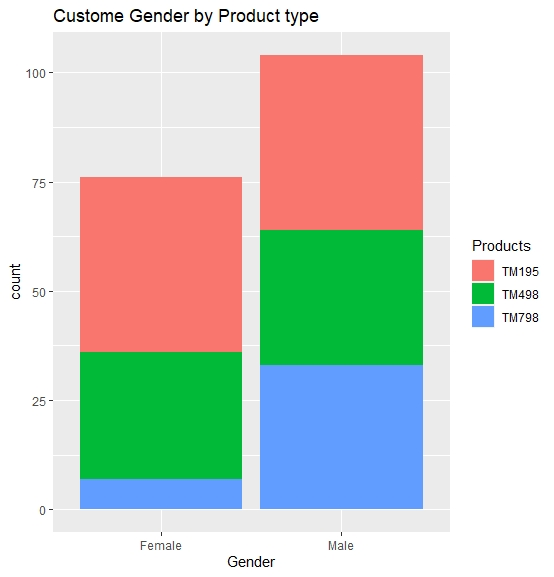 Custome Gender by Product type
count
100
75
50
25
0
Female
Male
Gender
Products
TM195
TM498
TM798